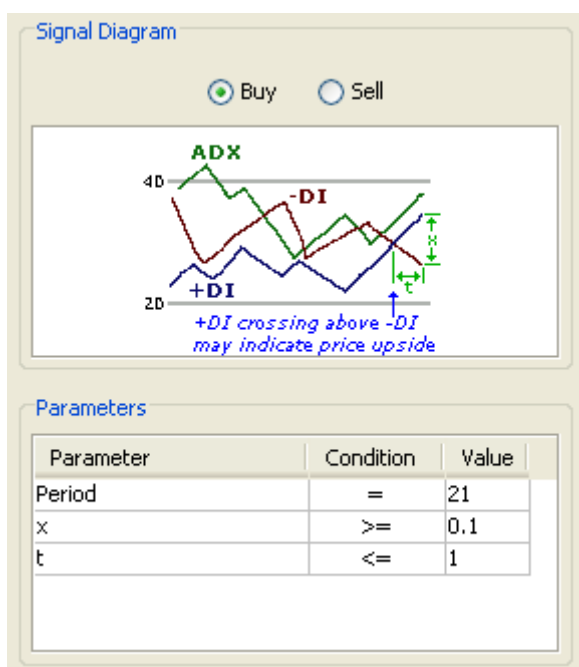 Signal Diagram
Buy Sell
ADX
40
-DI
x
t
+DI
20
+DI crossing above -DI
may indicate price upside
Parameters
Parameter Condition Value
Period = 21
x >= 0.1
t <= 1